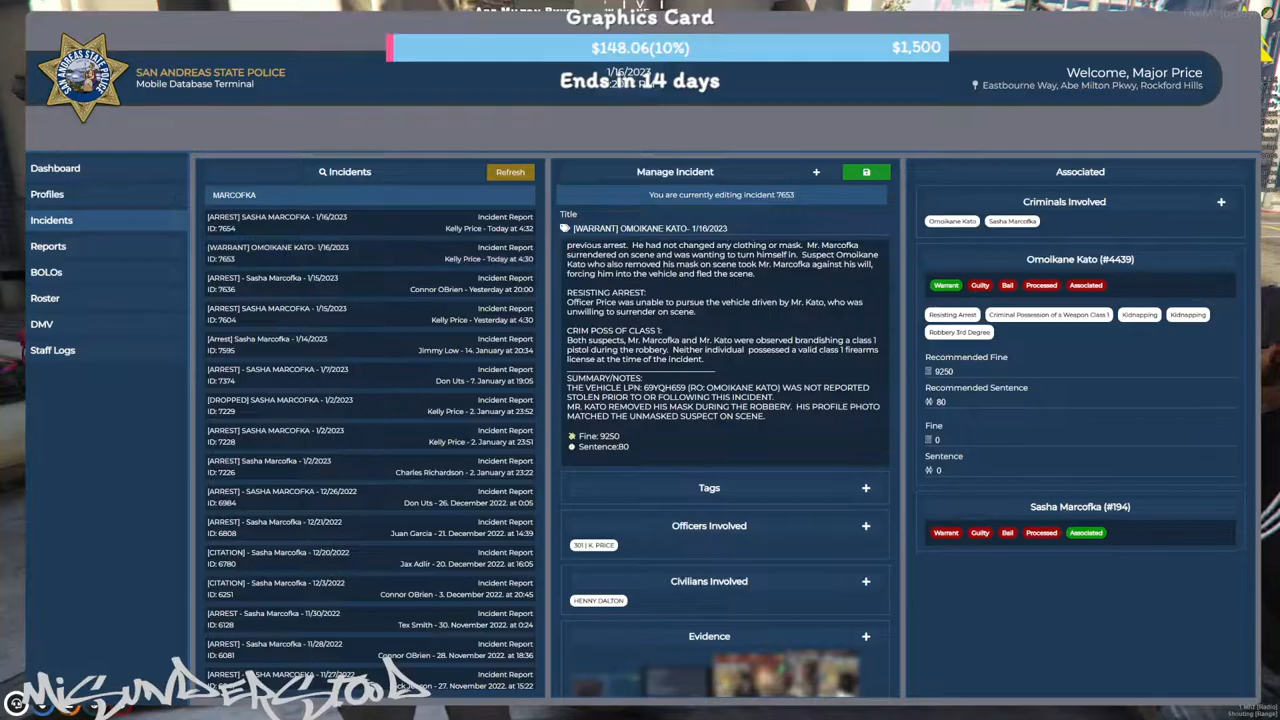 Graphics Card
$148.06(10%)
$1,500
Ends in 14 days
1/16/2023
SAN ANDREAS STATE POLICE
Mobile Database Terminal
Welcome, Major Price
Eastbourne Way, Abe Milton Pkwy, Rockford Hills
Dashboard
Profiles
Incidents
Reports
BOLOs
Roster
DMV
Staff Logs
Incidents
Refresh
MARCOFKA
[ARREST] SASHA MARCOFKA - 1/16/2023
Incident Report
ID: 7654
Kelly Price - Today at 4:32
[WARRANT] OMOIKANE KATO- 1/16/2023
Incident Report
ID: 7653
Kelly Price - Today at 4:30
[ARREST] - Sasha Marcofka - 1/15/2023
Incident Report
ID: 7636
Connor OBrien - Yesterday at 20:00
[ARREST] - SASHA MARCOFKA - 1/15/2023
Incident Report
ID: 7604
Kelly Price - Yesterday at 4:30
[Arrest] Sasha Marcofka - 1/14/2023
Incident Report
ID: 7595
Jimmy Low - 14. January at 20:34
[ARREST] - SASHA MARCOFKA - 1/7/2023
Incident Report
ID: 7374
Don Uts - 7. January at 19:05
[DROPPED] SASHA MARCOFKA - 1/2/2023
Incident Report
ID: 7229
Kelly Price - 2. January at 23:52
[ARREST] SASHA MARCOFKA - 1/2/2023
Incident Report
ID: 7228
Kelly Price - 2. January at 23:51
[ARREST] Sasha Marcofka - 1/2/2023
Incident Report
ID: 7226
Charles Richardson - 2. January at 23:22
[ARREST] - SASHA MARCOFKA - 12/26/2022
Incident Report
ID: 6984
Don Uts - 26. December 2022 at 0:05
[ARREST] - SASHA MARCOFKA - 12/21/2022
Incident Report
ID: 6808
Juan Garcia - 21. December 2022 at 14:39
[CITATION] - Sasha Marcofka - 12/20/2022
Incident Report
ID: 6780
Jax Adlir - 20. December 2022 at 16:05
[CITATION] - Sasha Marcofka - 12/3/2022
Incident Report
ID: 6251
Connor OBrien - 3. December 2022 at 20:45
[ARREST - Sasha Marcofka - 11/30/2022
Incident Report
ID: 6128
Tex Smith - 30. November 2022 at 0:24
[ARREST] - Sasha Marcofka - 11/28/2022
Incident Report
ID: 6081
Connor OBrien - 28. November 2022 at 18:36
[ARREST] - Sasha Marcofka - 11/27/2022
Incident Report
27. November 2022 at 15:22
MiSUNDERSTOOD
Manage Incident
You are currently editing incident 7653
Title
[WARRANT] OMOIKANE KATO- 1/16/2023
previous arrest. He had not changed any clothing or mask. Mr. Marcofka
surrendered on scene and was wanting to turn himself in. Suspect Omoikane
Kato who also removed his mask on scene took Mr. Marcofka against his will,
forcing him into the vehicle and fled the scene.
RESISTING ARREST:
Officer Price was unable to pursue the vehicle driven by Mr. Kato, who was
unwilling to surrender on scene.
CRIM POSS OF CLASS 1:
Both suspects, Mr. Marcofka and Mr. Kato were observed brandishing a class 1
pistol during the robbery. Neither individual possessed a valid class 1 firearms
license at the time of the incident.
SUMMARY/NOTES:
THE VEHICLE LPN: 69YQH659 (RO: OMOIKANE KATO) WAS NOT REPORTED
STOLEN PRIOR TO OR FOLLOWING THIS INCIDENT.
MR. KATO REMOVED HIS MASK DURING THE ROBBERY. HIS PROFILE PHOTO
MATCHED THE UNMASKED SUSPECT ON SCENE.
Fine: 9250
Sentence:80
Tags
Officers Involved
301 | K. PRICE
Civilians Involved
HENNY DALTON
Evidence
Associated
Criminals Involved
Omoikane Kato
Sasha Marcofka
Omoikane Kato (#4439)
Warrant Guilty Bail Processed Associated
Resisting Arrest Criminal Possession of a Weapon Class 1 Kidnapping Kidnapping
Robbery 3rd Degree
Recommended Fine
9250
Recommended Sentence
80
Fine
0
Sentence
0
Sasha Marcofka (#194)
Warrant Guilty Bail Processed Associated
1 Mhz [Radio]
Shouting [Range]